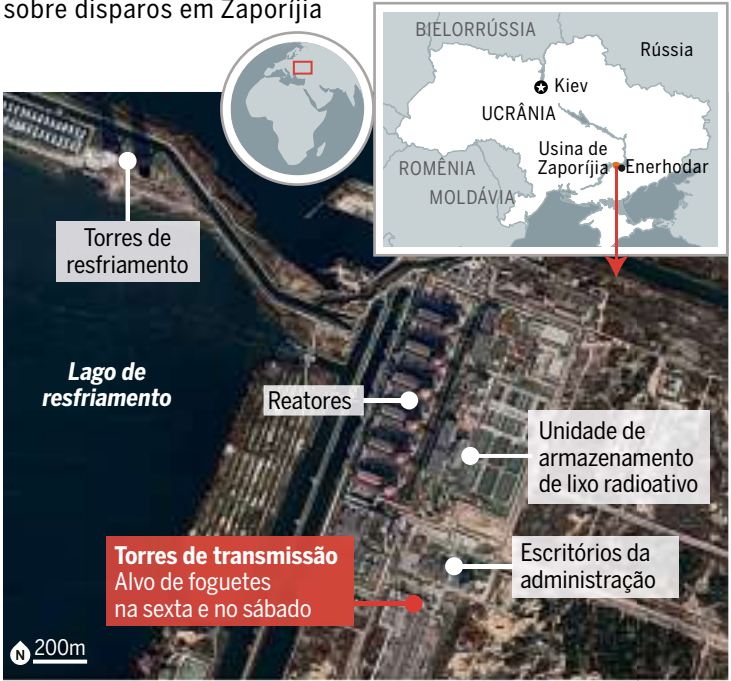 sobre disparos em Zaporíjia
BIELORRÚSSIA
Rússia
Kiev
UCRÂNIA
Usina de
Zaporíjia
Enerhodar
ROMÊNIA
MOLDÁVIA
Torres de
resfriamento
Lago de
resfriamento
Reatores
Unidade de
armazenamento
de lixo radioativo
Torres de transmissão
Alvo de foguetes
na sexta e no sábado
Escritórios da
administração
N 200m